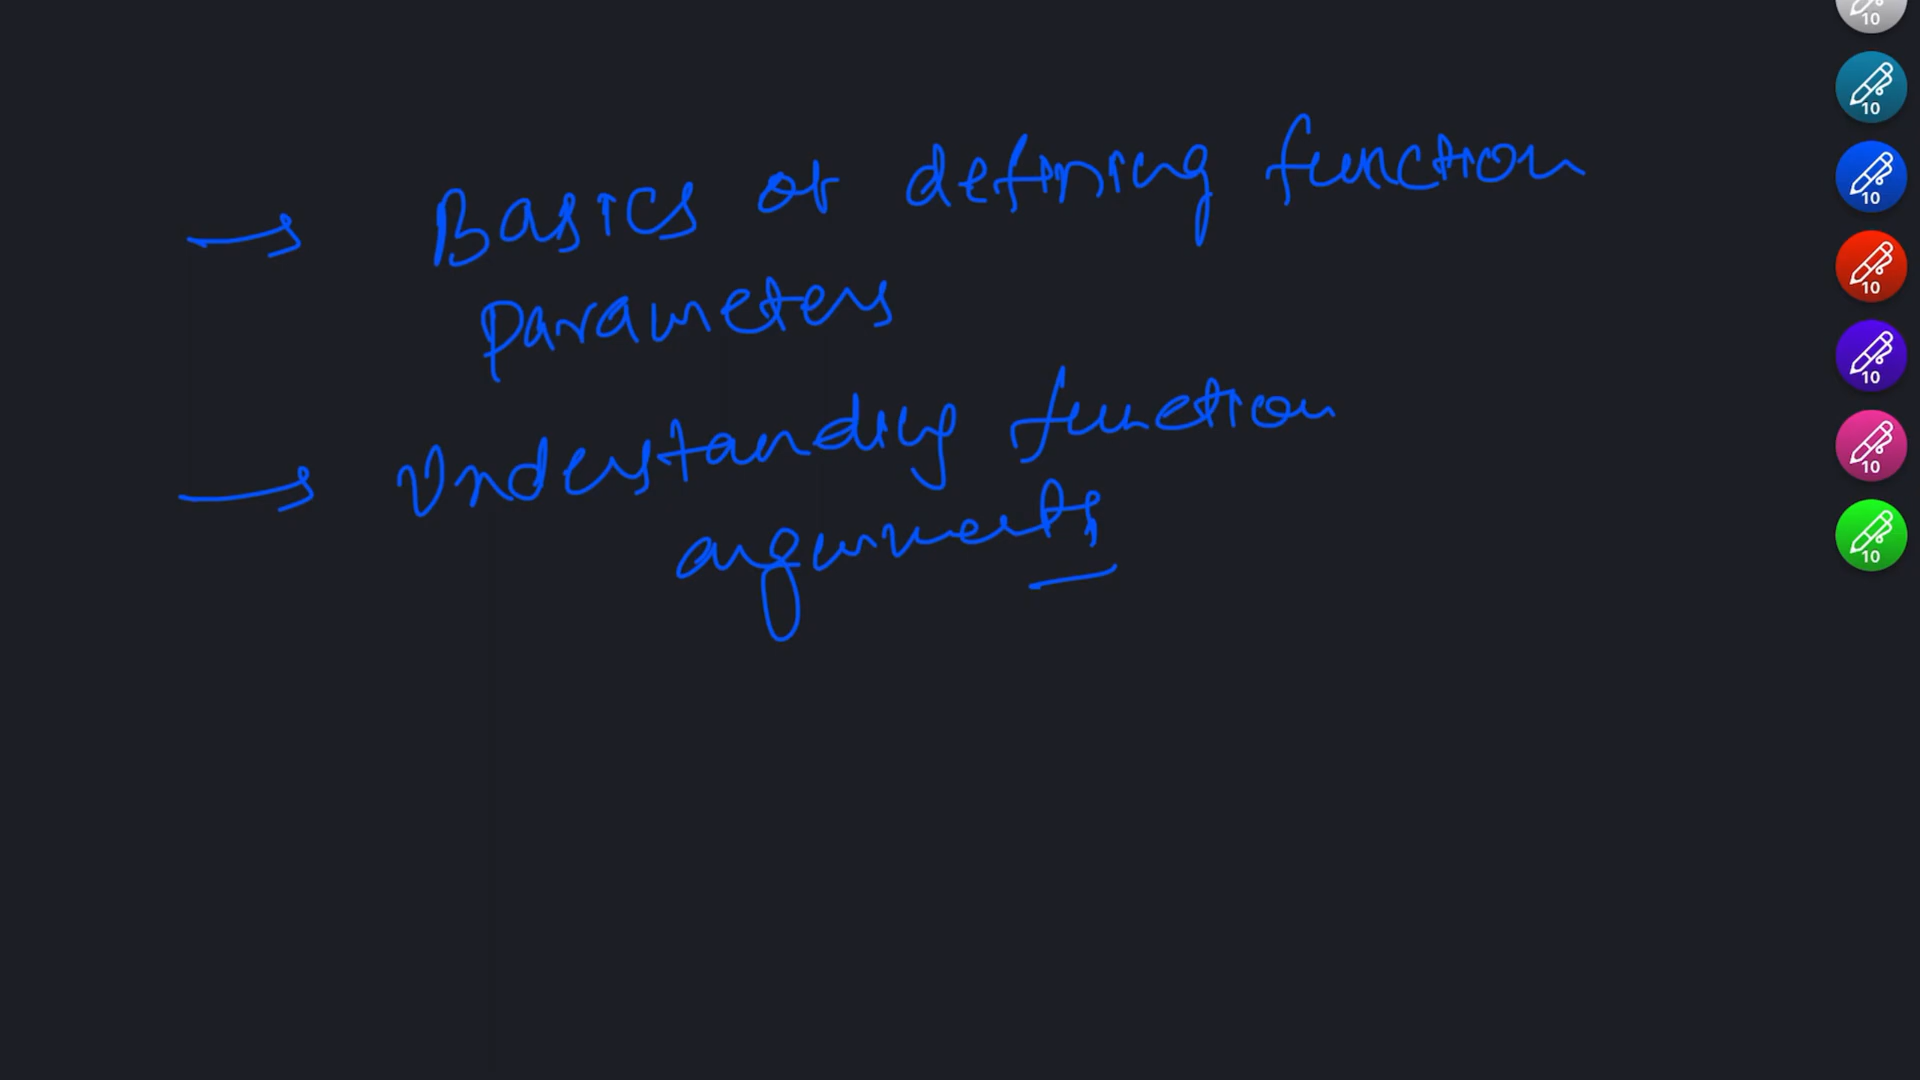 → Basics of defining function
parameters
→ Understanding function
arguments
10
10
10
10
10
10
10